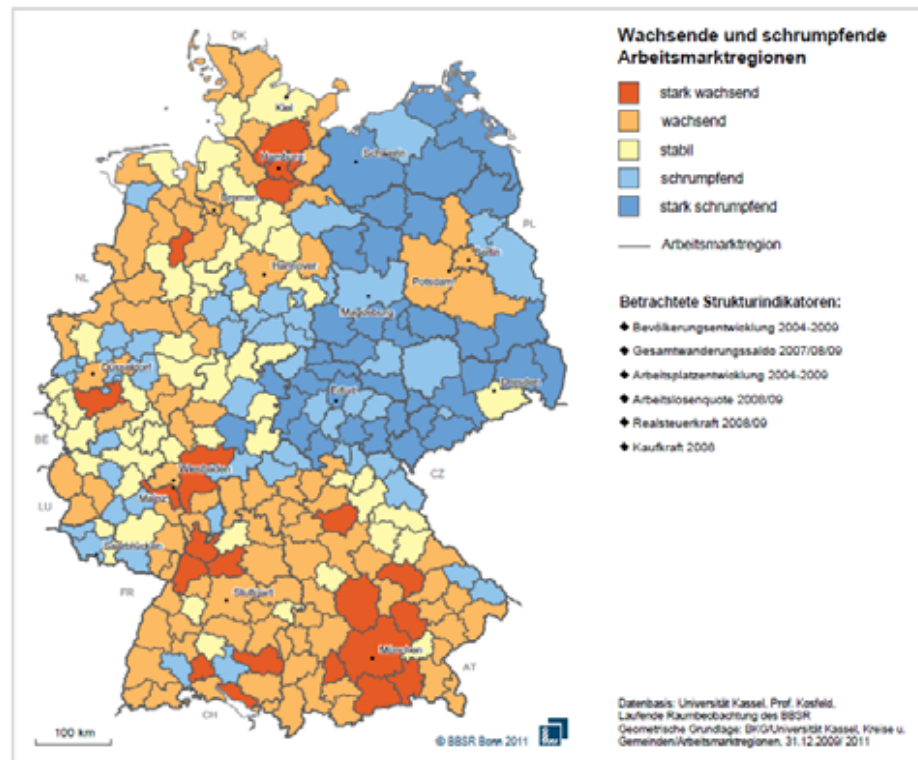 Wachsende und schrumpfende
Arbeitsmarktregionen
stark wachsend
wachsend
stabil
schrumpfend
stark schrumpfend
Arbeitsmarktregion
Betrachtete Strukturindikatoren:
Bevölkerungsentwicklung 2004-2009
Gesamtwanderungssaldo 2007/08/09
Arbeitsplatzentwicklung 2004-2009
Arbeitslosenquote 2008/09
Realsteuerkraft 2008/09
Kaufkraft 2008
DK
Kiel
Schwerin
Hamburg
Bremen
PL
Berlin
Hannover
Potsdam
NL
Magdeburg
Düsseldorf
Dresden
Erfurt
BE
Wiesbaden
CZ
Mainz
LU
Saarbrücken
FR
Stuttgart
München
AT
CH
100 km
© BBSR Bonn 2011
Datenbasis: Universität Kassel, Prof. Kosfeld,
Laufende Raumbeobachtung des BBSR
Geometrische Grundlage: BKG/Universität Kassel, Kreise u.
Gemeinden/Arbeitsmarktregionen, 31.12.2009/ 2011